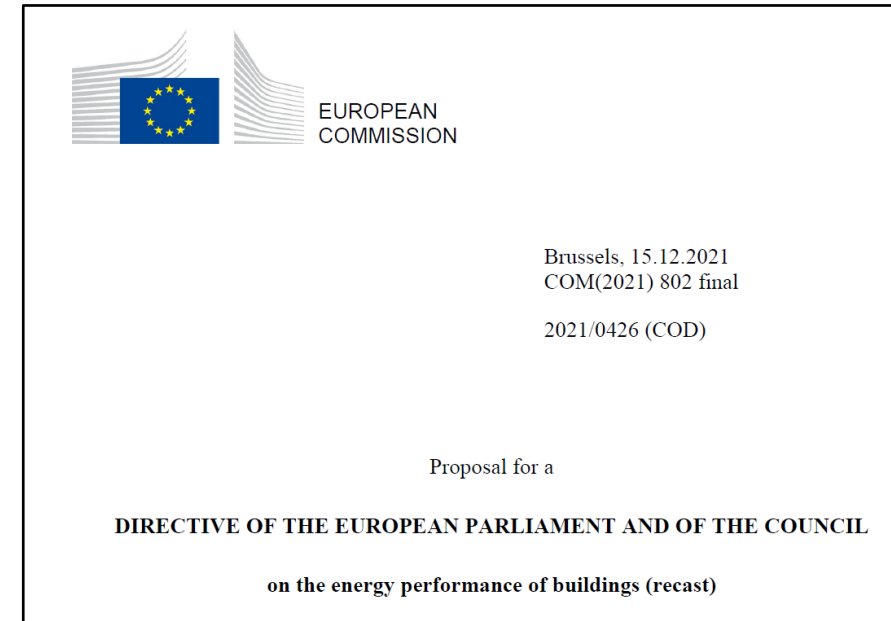 EUROPEAN
COMMISSION
Brussels, 15.12.2021
COM(2021) 802 final
2021/0426 (COD)
Proposal for a
DIRECTIVE OF THE EUROPEAN PARLIAMENT AND OF THE COUNCIL
on the energy performance of buildings (recast)